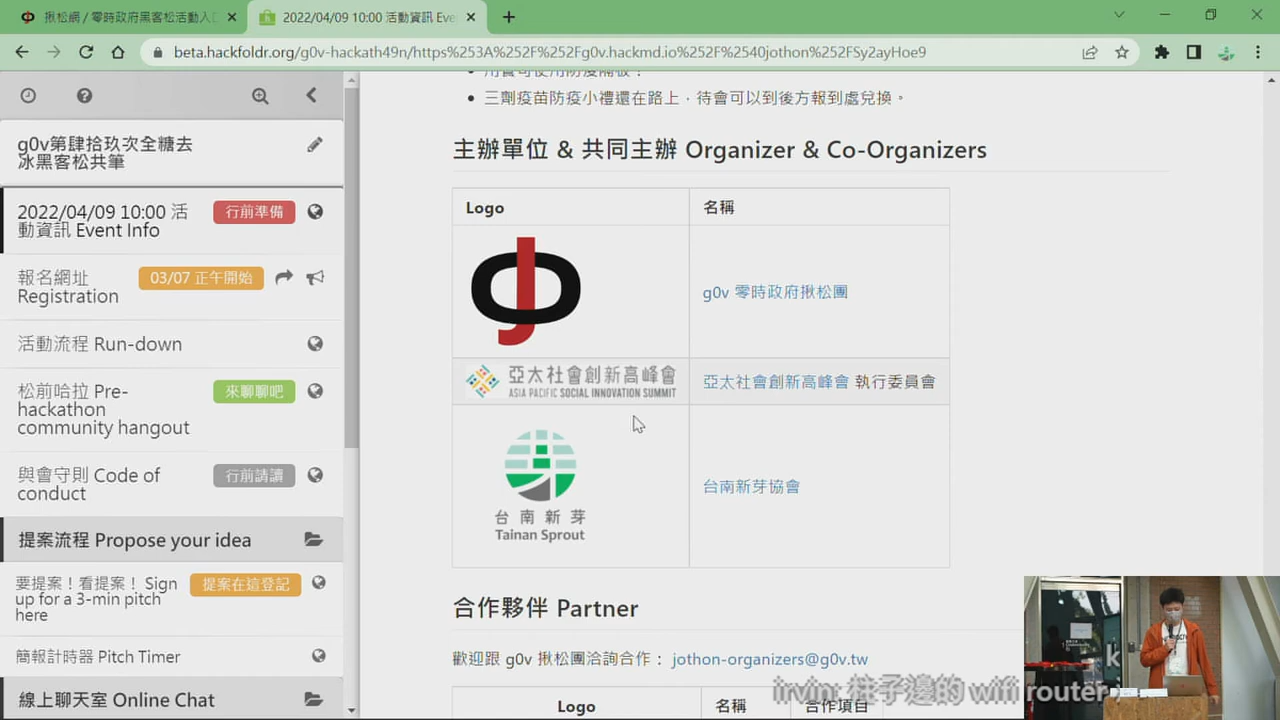 揪松網 / 零時政府黑客松活動入
2022/04/09 10:00 活動資訊 Eve
beta.hackfoldr.org/g0v-hackath49n/https%253A%252F%252Fg0v.hackmd.io%252F%2540jothon%252FSy2ayHoe9
g0v第肆拾玖次全糖去
冰黑客松共筆
2022/04/09 10:00 活
動資訊 Event Info
行前準備
報名網址
Registration
03/07 正午開始
活動流程 Run-down
松前哈拉 Pre-
hackathon
community hangout
來聊聊吧
與會守則 Code of
conduct
行前請讀
提案流程 Propose your idea
要提案！看提案！ Sign
up for a 3-min pitch
here
提案在這登記
簡報計時器 Pitch Timer
線上聊天室 Online Chat
用餐可使用防疫隔板！
三劑疫苗防疫小禮還在路上，待會可以到後方報到處兌換。
主辦單位 & 共同主辦 Organizer & Co-Organizers
Logo 名稱
g0v 零時政府揪松團
亞太社會創新高峰會
ASIA PACIFIC SOCIAL INNOVATION SUMMIT
亞太社會創新高峰會 執行委員會
台南新芽
Tainan Sprout
台南新芽協會
合作夥伴 Partner
歡迎跟 g0v 揪松團洽詢合作： jothon-organizers@g0v.tw
Logo 名稱 合作項目
irvin: 柱子邊的 wifi router